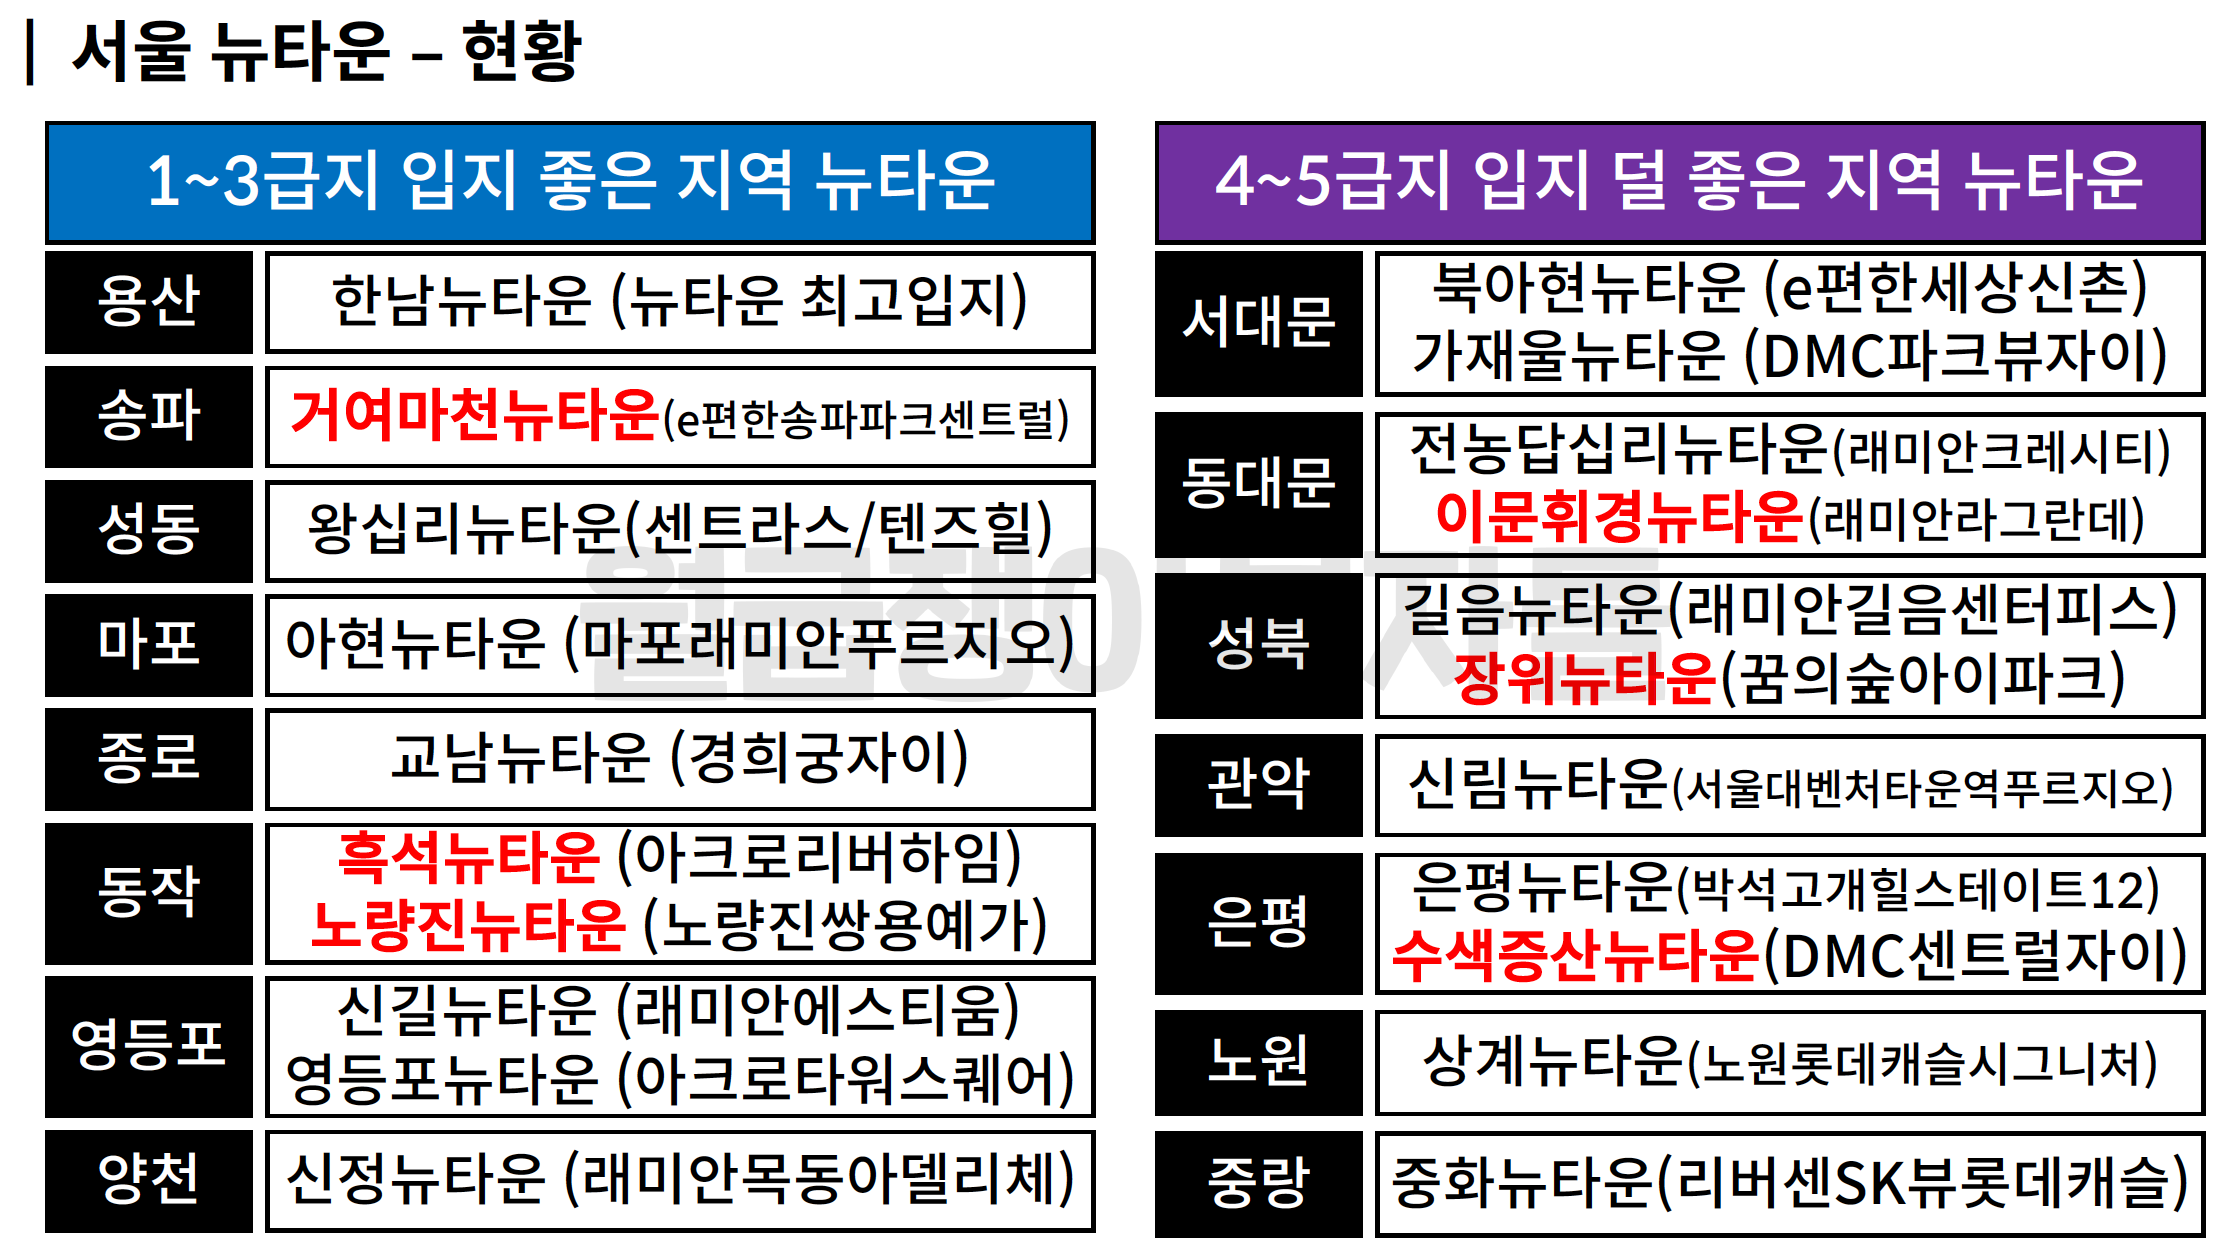 | 서울 뉴타운 – 현황
1~3급지 입지 좋은 지역 뉴타운
용산
한남뉴타운 (뉴타운 최고입지)
송파
거여마천뉴타운(e편한송파파크센트럴)
성동
왕십리뉴타운(센트라스/텐즈힐)
마포
아현뉴타운 (마포래미안푸르지오)
종로
교남뉴타운 (경희궁자이)
동작
흑석뉴타운 (아크로리버하임)
노량진뉴타운 (노량진쌍용예가)
영등포
신길뉴타운 (래미안에스티움)
영등포뉴타운 (아크로타워스퀘어)
양천
신정뉴타운 (래미안목동아델리체)
4~5급지 입지 덜 좋은 지역 뉴타운
서대문
북아현뉴타운 (e편한세상신촌)
가재울뉴타운 (DMC파크뷰자이)
동대문
전농답십리뉴타운(래미안크레시티)
이문휘경뉴타운(래미안라그란데)
성북
길음뉴타운(래미안길음센터피스)
장위뉴타운(꿈의숲아이파크)
관악
신림뉴타운(서울대벤처타운역푸르지오)
은평
은평뉴타운(박석고개힐스테이트12)
수색증산뉴타운(DMC센트럴자이)
노원
상계뉴타운(노원롯데캐슬시그니처)
중랑
중화뉴타운(리버센SK뷰롯데캐슬)